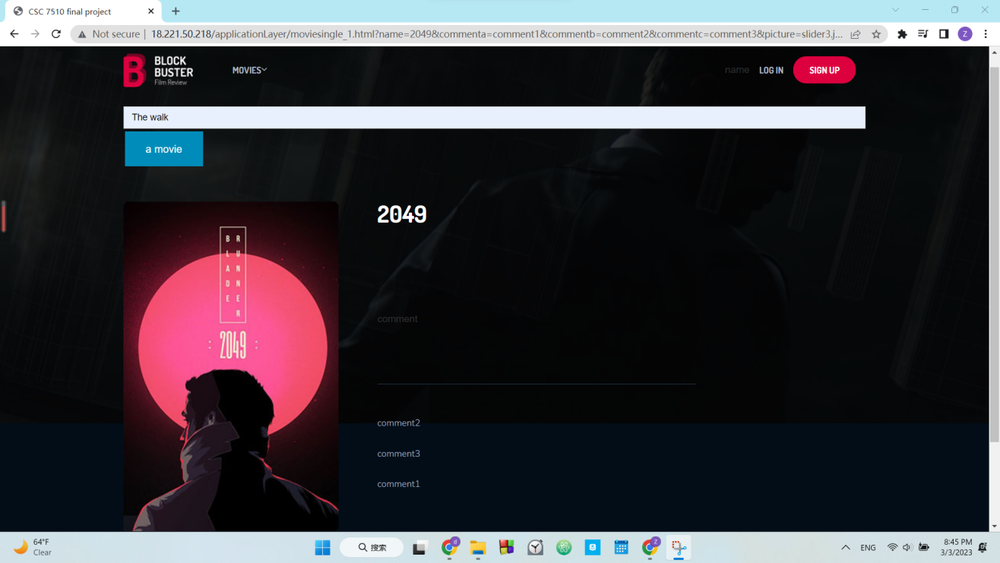 CSC 7510 final project
Not secure | 18.221.50.218/applicationLayer/moviesingle_1.html?name=2049&commenta=comment1&commentb=comment2&commentc=comment3&picture=slider3.j...
Z
B
BLOCK
BUSTER
Film Review
MOVIES
name
LOG IN
SIGN UP
The walk
a movie
BLADE
RUNNER
2049
2049
comment
comment2
comment3
comment1
64°F
Clear
搜索
d
Z
ENG
8:45 PM
3/3/2023